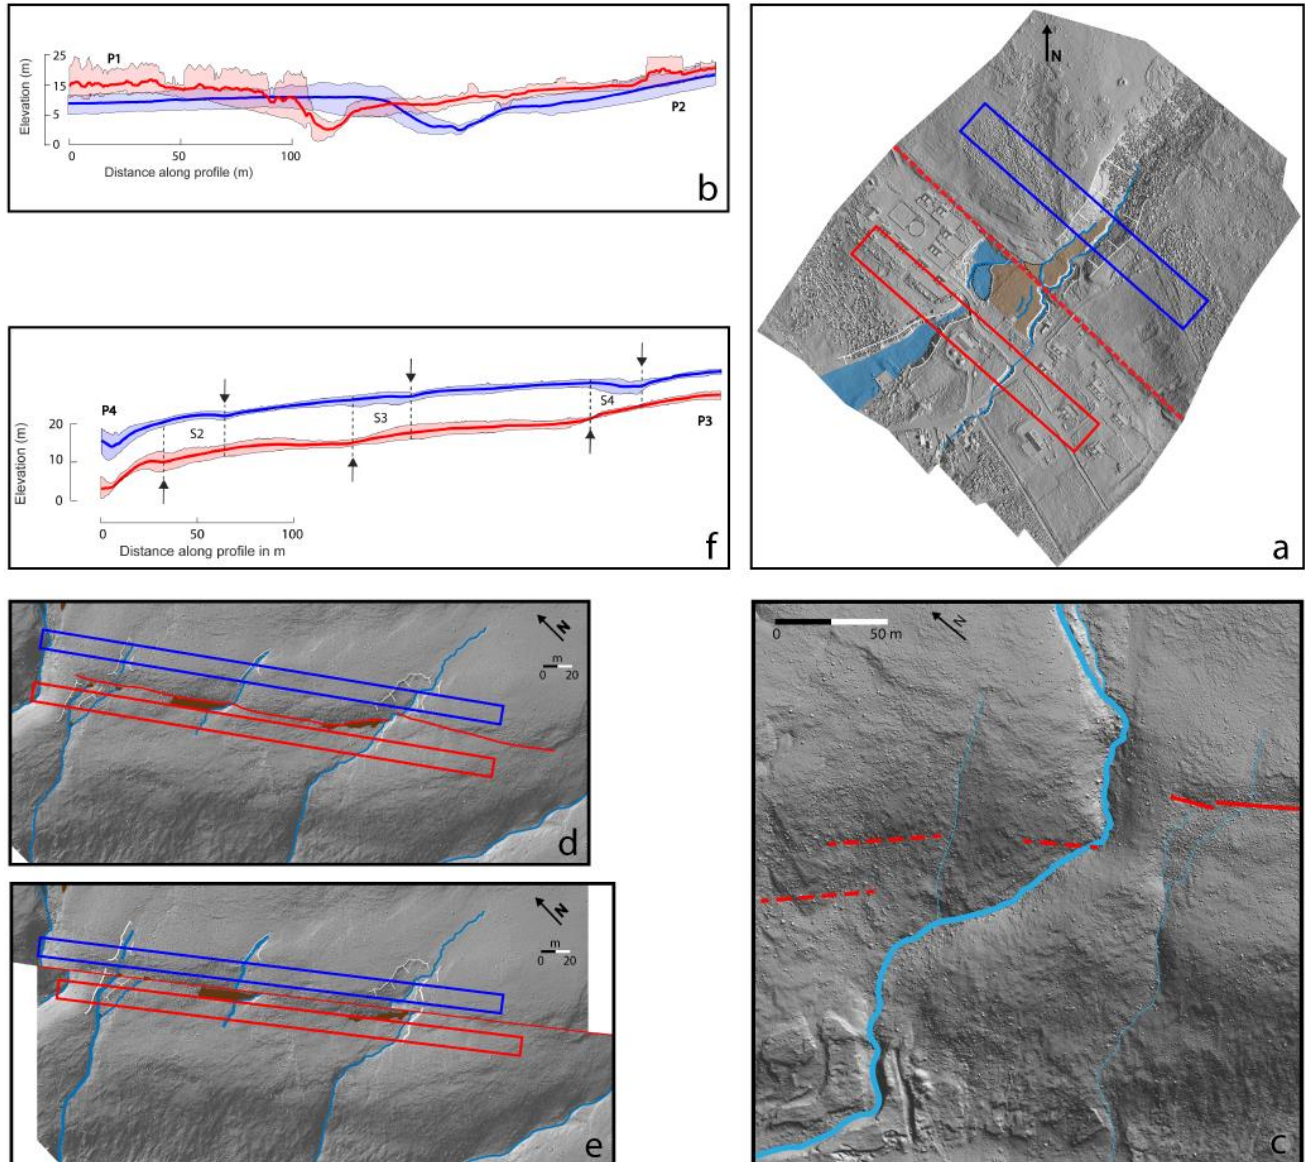 25
15
5
0
Elevation (m)
P1
P2
0
50
100
Distance along profile (m)
b
N
a
20
10
0
Elevation (m)
P4
S2
S3
S4
P3
0
50
100
Distance along profile in m
f
N
m
0
20
d
N
m
0
20
e
0
50 m
N
c